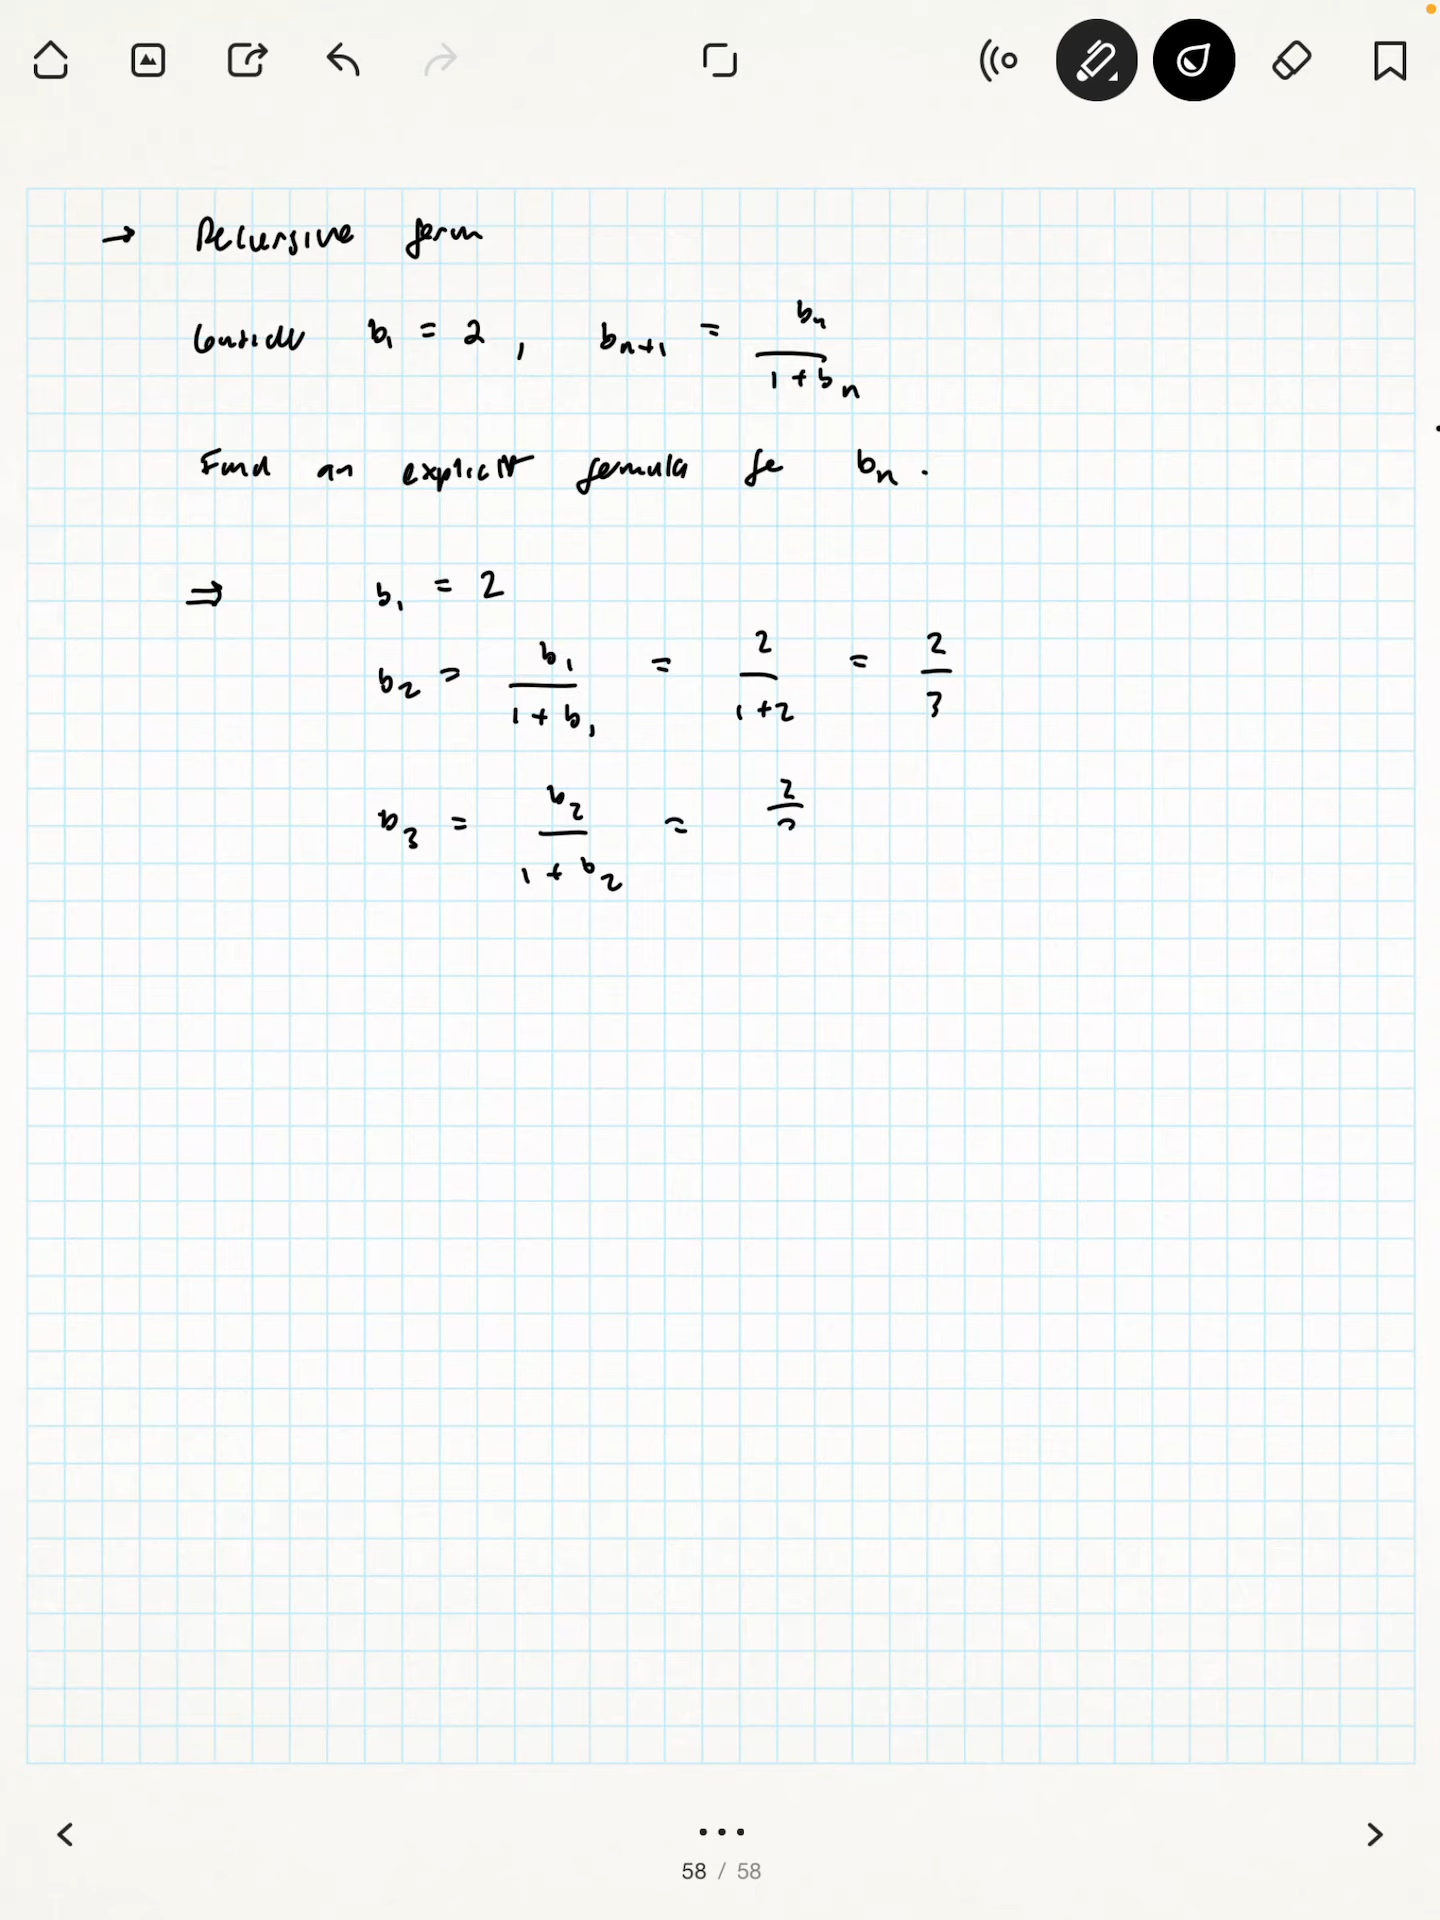 → Recursive form
Consider b₁ = 2 , bₙ₊₁ = bₙ / (1 + bₙ)
Find an explicit formula for bₙ .
⇒ b₁ = 2
b₂ = b₁ / (1 + b₁) = 2 / (1 + 2) = 2 / 3
b₃ = b₂ / (1 + b₂) = 2 /
58 / 58